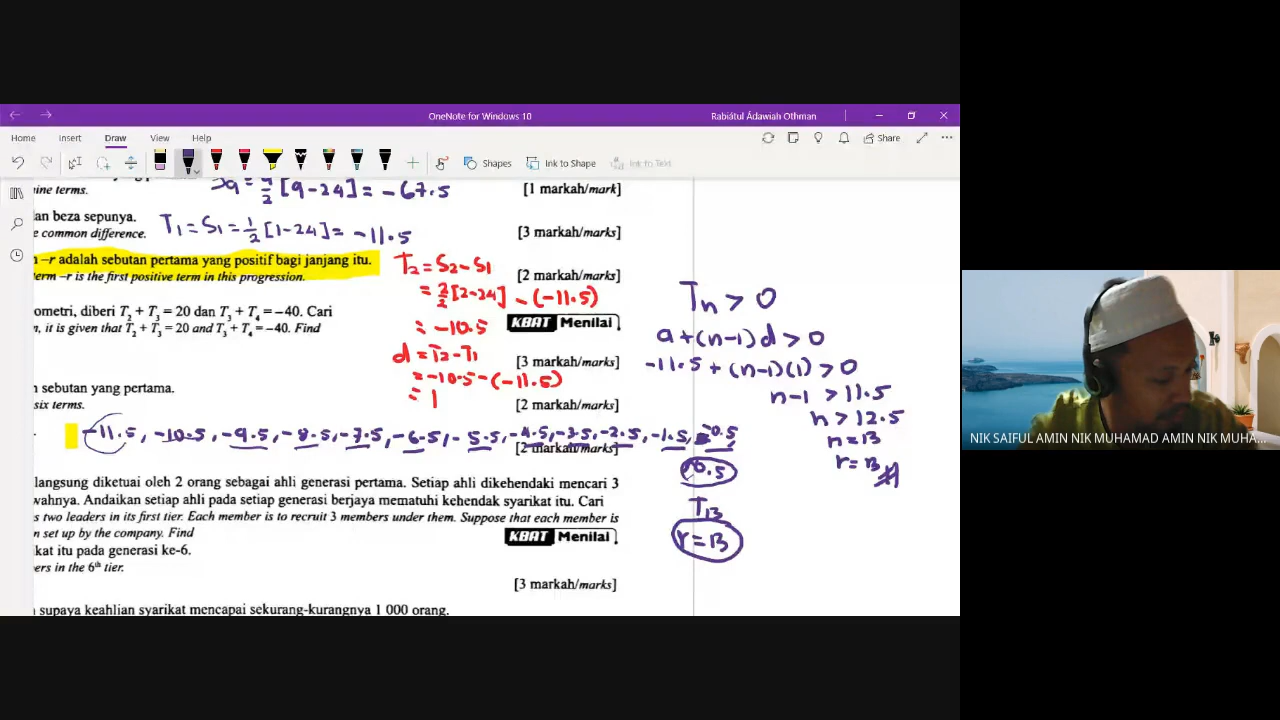 OneNote for Windows 10
Rabiátul Ádawiah Othman
Home Insert Draw View Help
Share
Shapes Ink to Shape Ink to Text
[9-24] = -67.5
ine terms. [1 markah/mark]
lan beza sepunya.
e common difference. [3 markah/marks]
T1 = S1 = 1/2 [1-24] = -11.5
-r adalah sebutan pertama yang positif bagi janjang itu.
term -r is the first positive term in this progression. [2 markah/marks]
T2 = S2 - S1
= 2/2 [2-24] - (-11.5)
= -10.5
d = T2 - T1
= -10.5 - (-11.5)
= 1
ometri, diberi T2 + T3 = 20 dan T3 + T4 = -40. Cari
n, it is given that T2 + T3 = 20 and T3 + T4 = -40. Find
KBAT Menilai
[3 markah/marks]
n sebutan yang pertama.
six terms. [2 markah/marks]
-11.5, -10.5, -9.5, -8.5, -7.5, -6.5, -5.5, -4.5, -3.5, -2.5, -1.5, -0.5
[2 markah/marks]
0.5
T13
r = 13
Tn > 0
a + (n-1) d > 0
-11.5 + (n-1)(1) > 0
n-1 > 11.5
n > 12.5
n = 13
r = 13
langsung diketuai oleh 2 orang sebagai ahli generasi pertama. Setiap ahli dikehendaki mencari 3
wahnya. Andaikan setiap ahli pada setiap generasi berjaya mematuhi kehendak syarikat itu. Cari
s two leaders in its first tier. Each member is to recruit 3 members under them. Suppose that each member is
n set up by the company. Find
KBAT Menilai
kat itu pada generasi ke-6.
ers in the 6th tier.
[3 markah/marks]
supaya keahlian syarikat mencapai sekurang-kurangnya 1 000 orang.
NIK SAIFUL AMIN NIK MUHAMAD AMIN NIK MUHA...